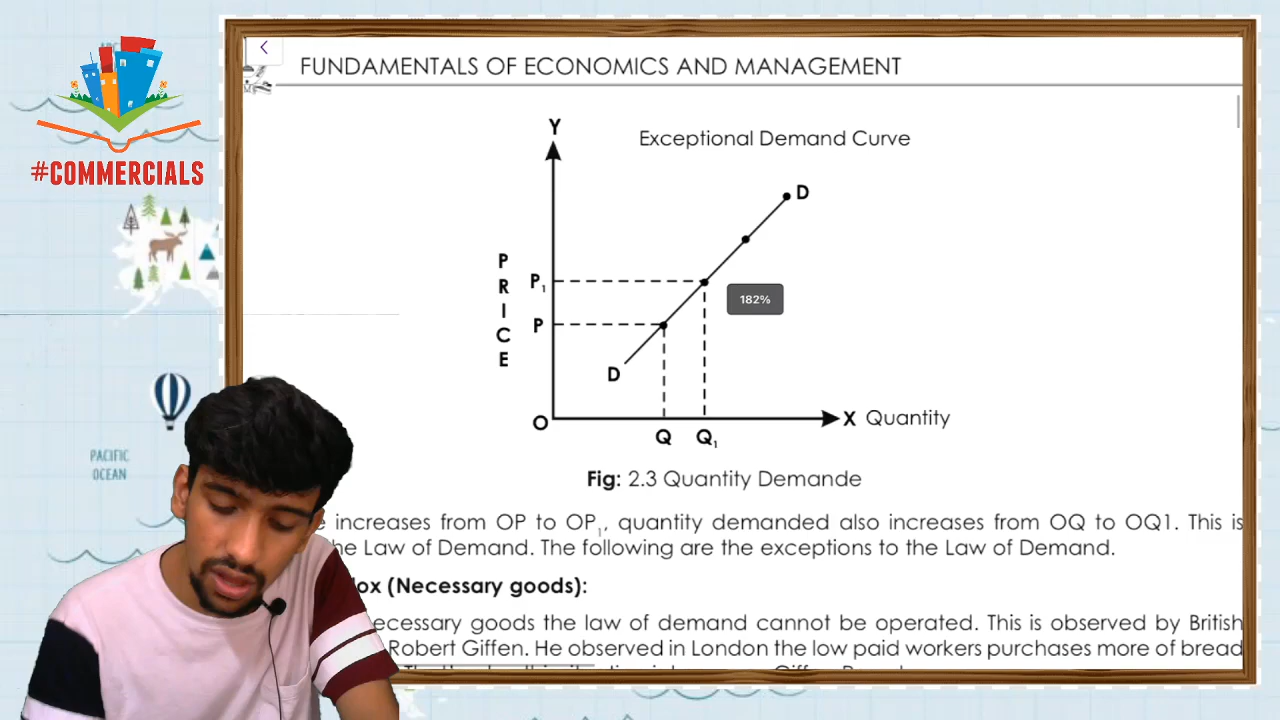 #COMMERCIALS
PACIFIC
OCEAN
FUNDAMENTALS OF ECONOMICS AND MANAGEMENT
Y
Exceptional Demand Curve
D
PRICE
P₁
182%
P
D
O
X Quantity
Q Q₁
Fig: 2.3 Quantity Demande
increases from OP to OP₁, quantity demanded also increases from OQ to OQ1. This is
the Law of Demand. The following are the exceptions to the Law of Demand.
(Necessary goods):
necessary goods the law of demand cannot be operated. This is observed by British
Robert Giffen. He observed in London the low paid workers purchases more of bread